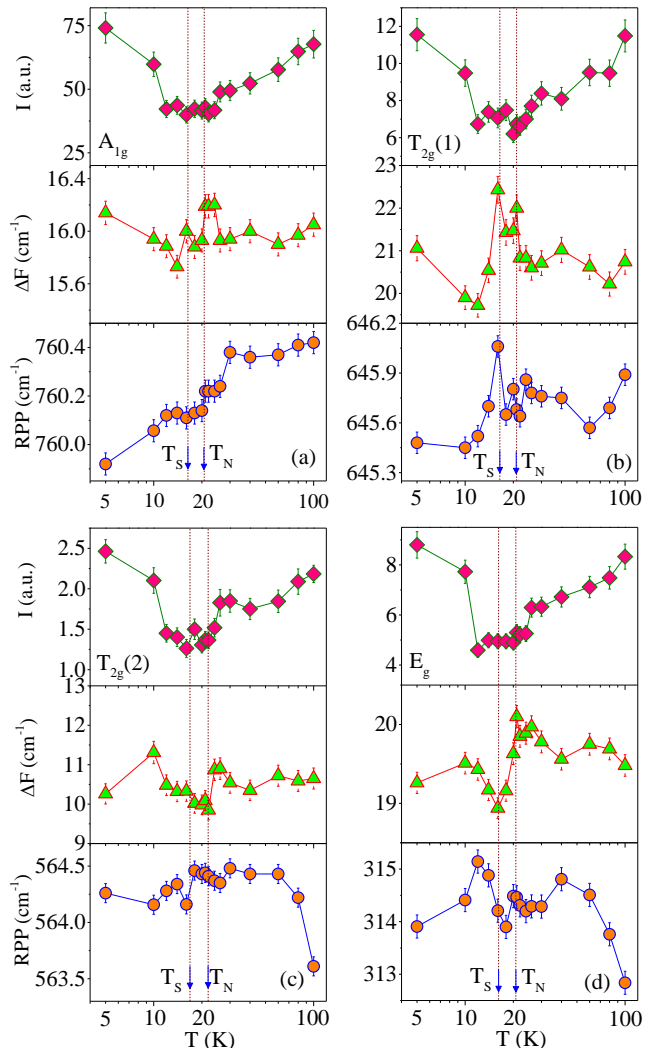 75
50
25
I (a.u.)
A1g
16.4
16.0
15.6
ΔF (cm-1)
760.4
760.2
760.0
RPP (cm-1)
TS
TN
(a)
5
10
20
100
12
10
8
6
T2g(1)
23
22
21
20
646.2
645.9
645.6
645.3
TS
TN
(b)
5
10
20
100
2.5
2.0
1.5
1.0
I (a.u.)
T2g(2)
13
11
10
9
ΔF (cm-1)
564.5
564.0
563.5
RPP (cm-1)
TS
TN
(c)
5
10
20
100
T (K)
8
6
4
Eg
20
19
315
314
313
TS
TN
(d)
5
10
20
100
T (K)